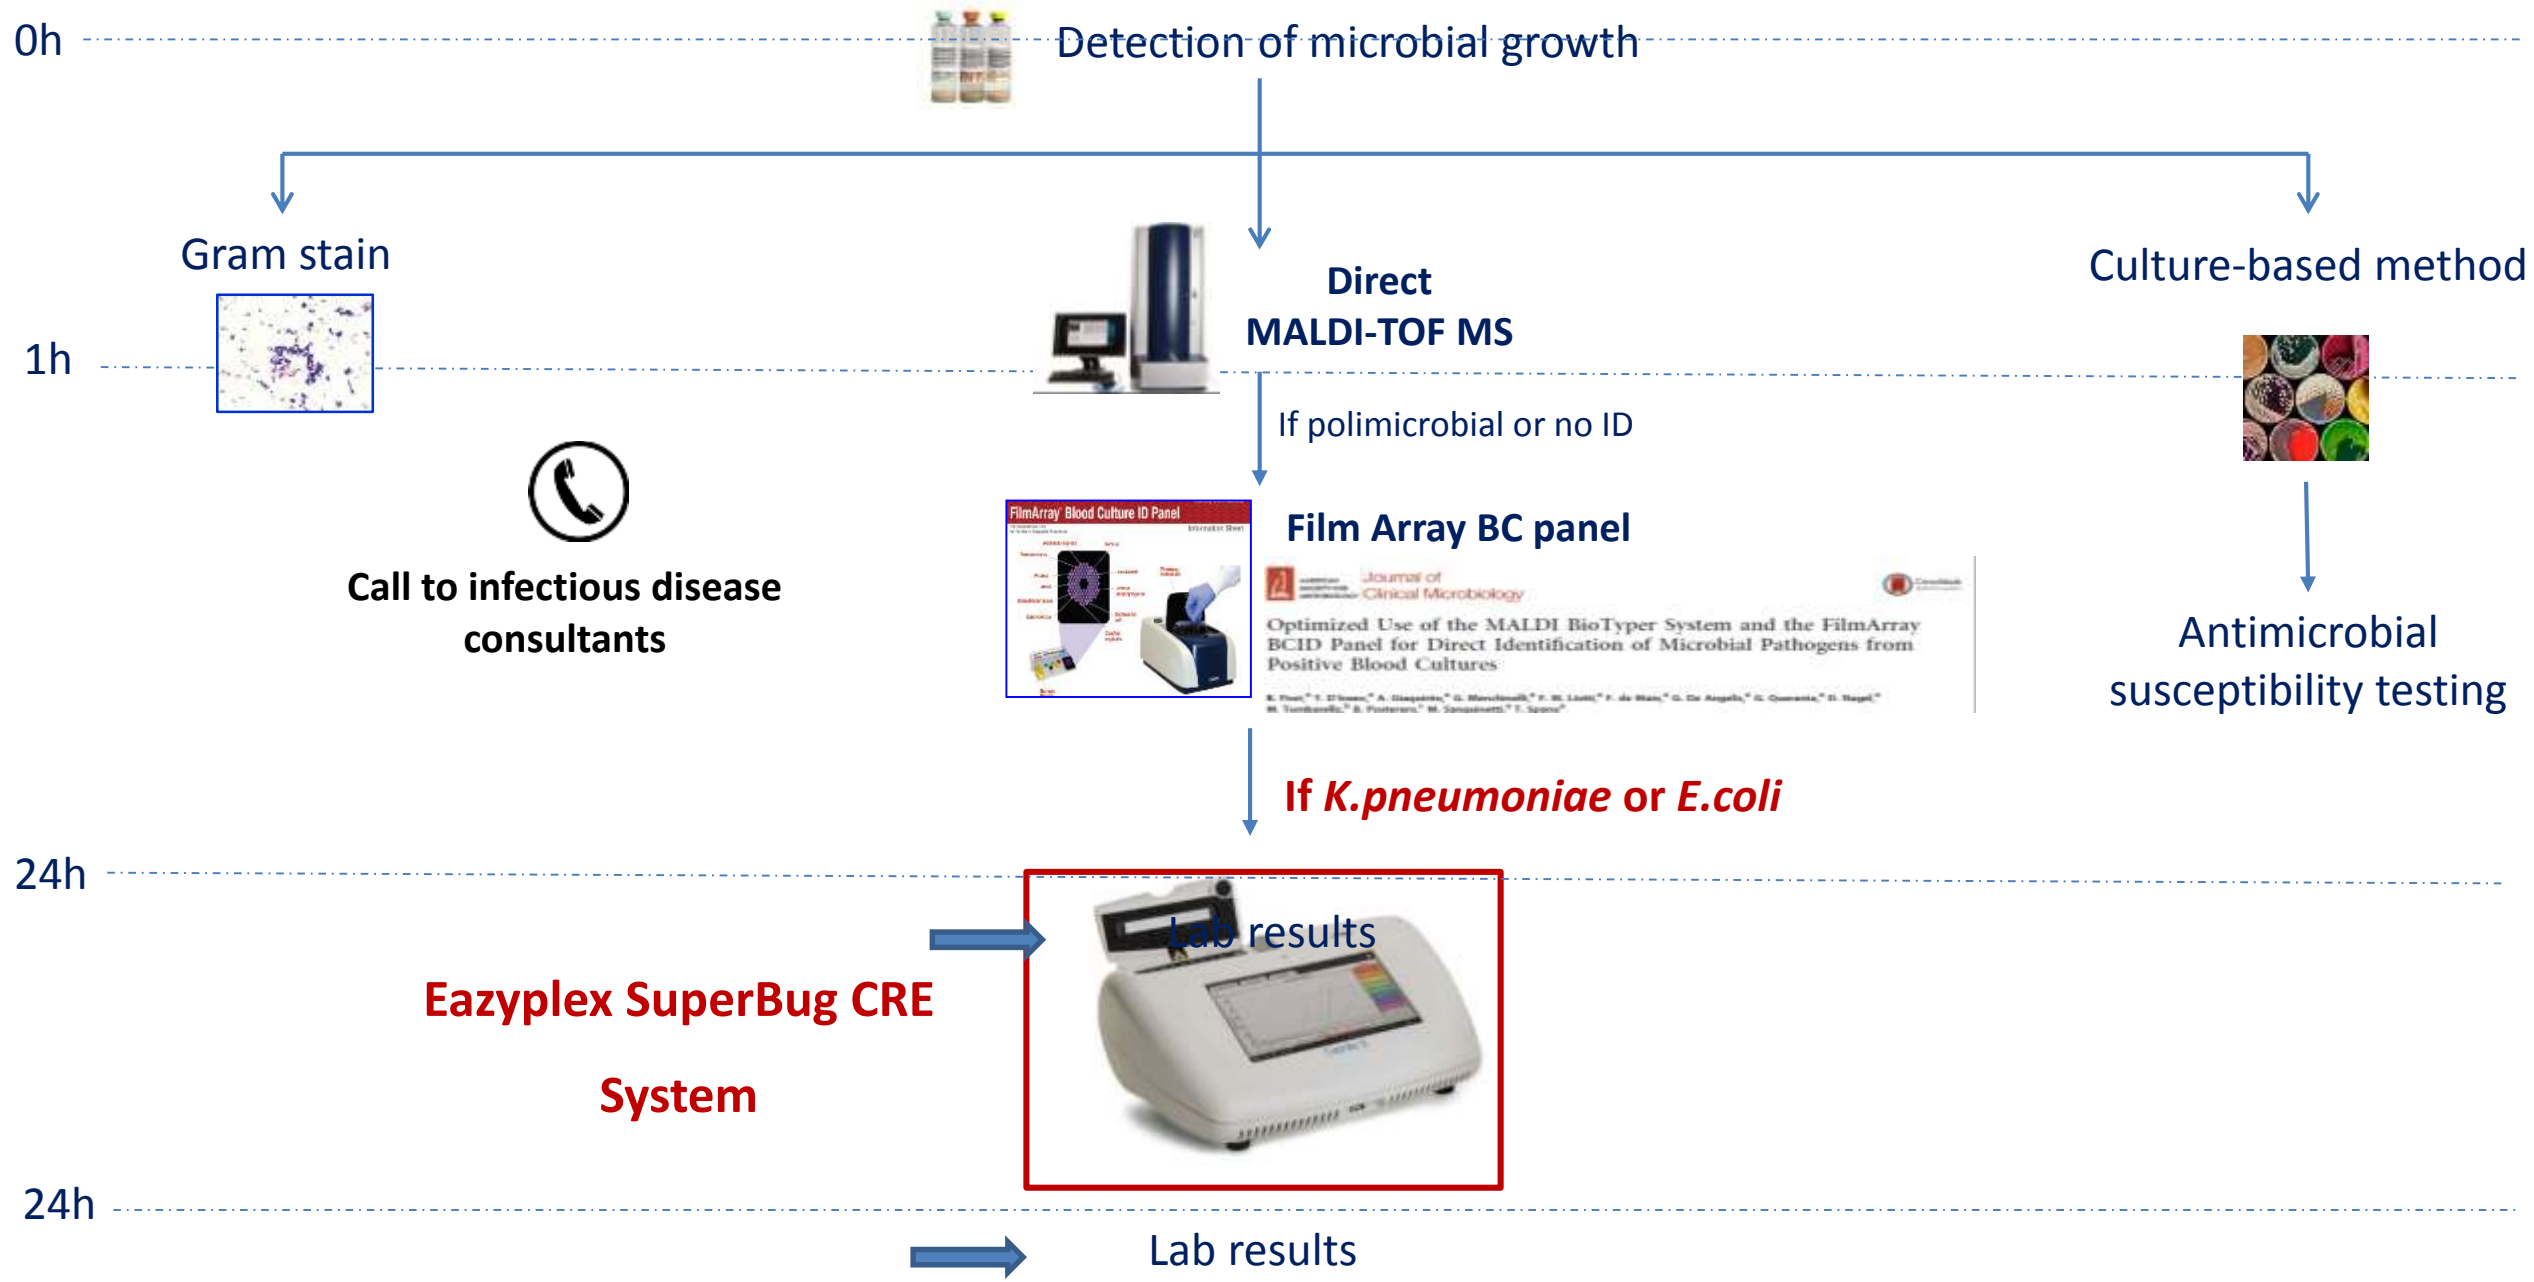 0h
Detection of microbial growth
Gram stain
Direct
MALDI-TOF MS
Culture-based method
1h
If polimicrobial or no ID
FilmArray Blood Culture ID Panel
Information Sheet
Film Array BC panel
Call to infectious disease
consultants
Journal of
Clinical Microbiology
Optimized Use of the MALDI BioTyper System and the FilmArray
BCID Panel for Direct Identification of Microbial Pathogens from
Positive Blood Cultures
Antimicrobial
susceptibility testing
If K.pneumoniae or E.coli
24h
Lab results
Eazyplex SuperBug CRE
System
24h
Lab results